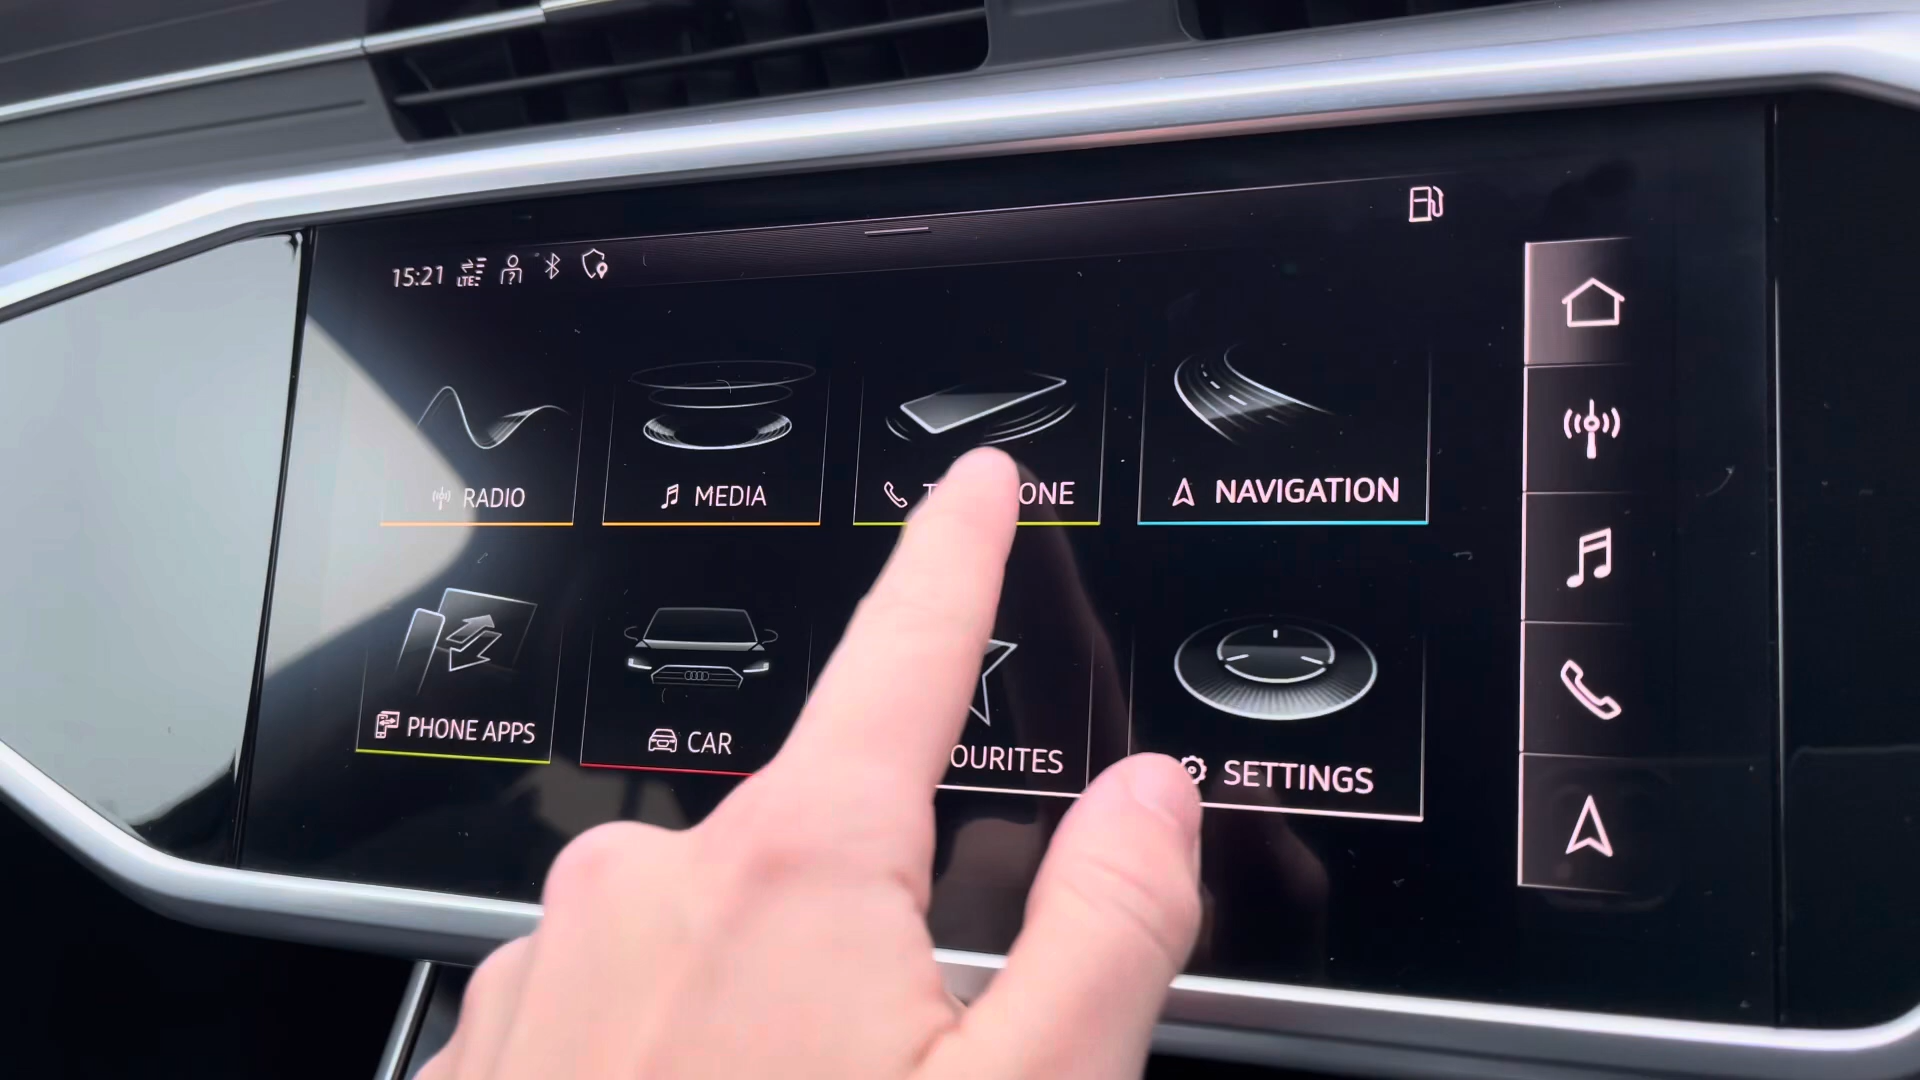 15:21 LTE
RADIO MEDIA ONE NAVIGATION
PHONE APPS CAR OURITES SETTINGS